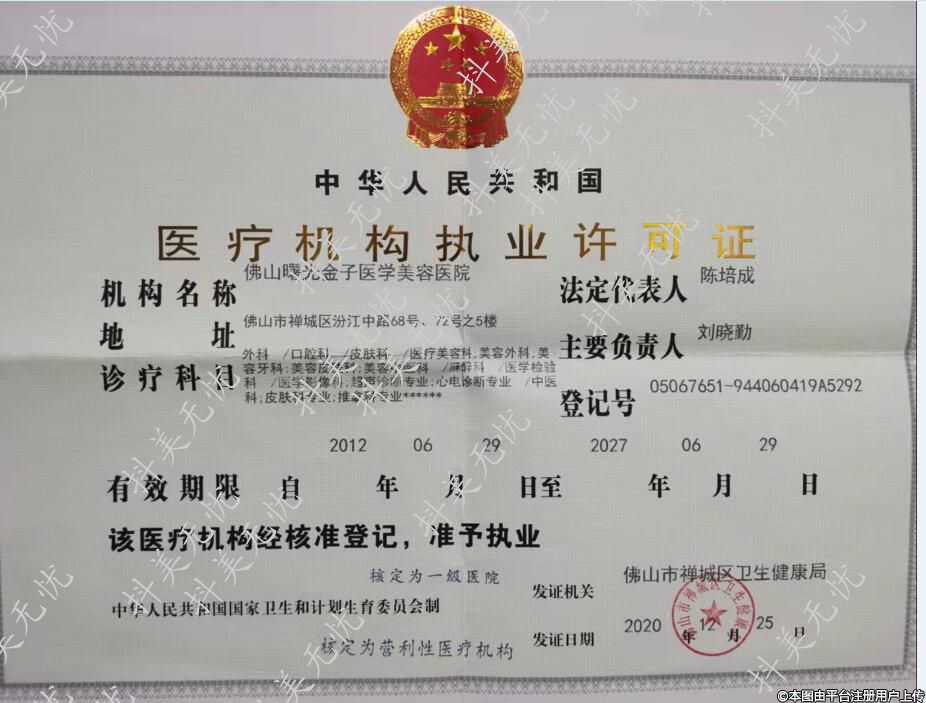 中华人民共和国
医疗机构执业许可证
机构名称 佛山曙光金子医学美容医院
法定代表人 陈培成
地址 佛山市禅城区汾江中路68号、72号之5楼
主要负责人 刘晓勤
诊疗科目 外科 /口腔科 /皮肤科 /医疗美容科;美容外科;美
容牙科;美容皮肤科;美容中医科 /麻醉科 /医学检验
科 /医学影像科;超声诊断专业;心电诊断专业 /中医
科;皮肤科专业;推拿科专业******
登记号 05067651-944060419A5292
有效期限 自 2012 年 06 月 29 日至 2027 年 06 月 29 日
该医疗机构经核准登记，准予执业
核定为一级医院
发证机关 佛山市禅城区卫生健康局
中华人民共和国国家卫生和计划生育委员会制
发证日期 2020 年 12 月 25 日
核定为营利性医疗机构
抖美无忧
©本图由平台注册用户上传